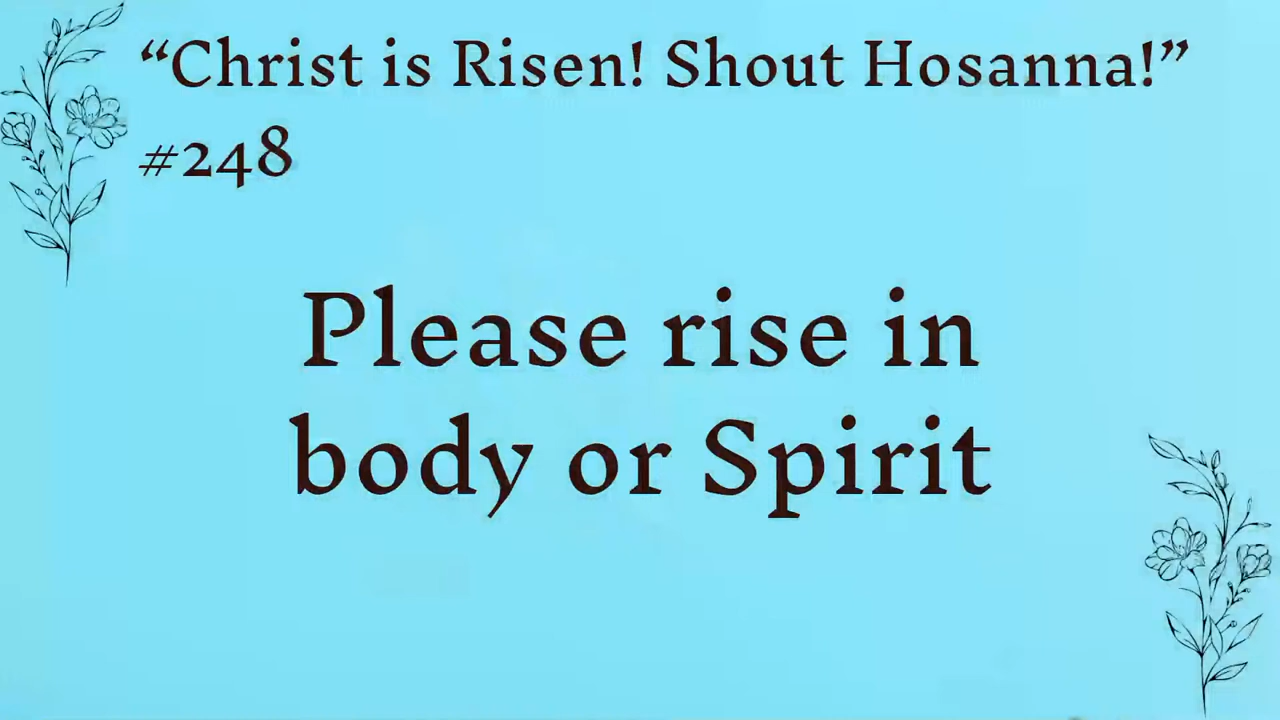 “Christ is Risen! Shout Hosanna!”
#248
Please rise in
body or Spirit